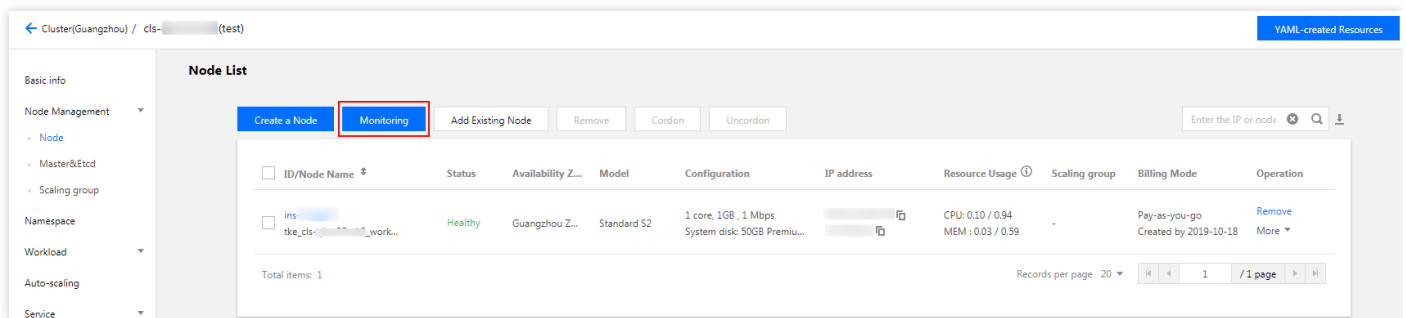 Cluster(Guangzhou) / cls- (test)
YAML-created Resources
Basic info
Node Management
Node
Master&Etcd
Scaling group
Namespace
Workload
Auto-scaling
Service
Node List
Create a Node Monitoring Add Existing Node Remove Cordon Uncordon
Enter the IP or node
ID/Node Name Status Availability Z... Model Configuration IP address Resource Usage Scaling group Billing Mode Operation
ins- Healthy Guangzhou Z... Standard S2 1 core, 1GB , 1 Mbps CPU: 0.10 / 0.94 - Pay-as-you-go Remove
tke_cls- _work... System disk: 50GB Premiu... MEM : 0.03 / 0.59 Created by 2019-10-18 More
Total items: 1
Records per page 20 1 / 1 page